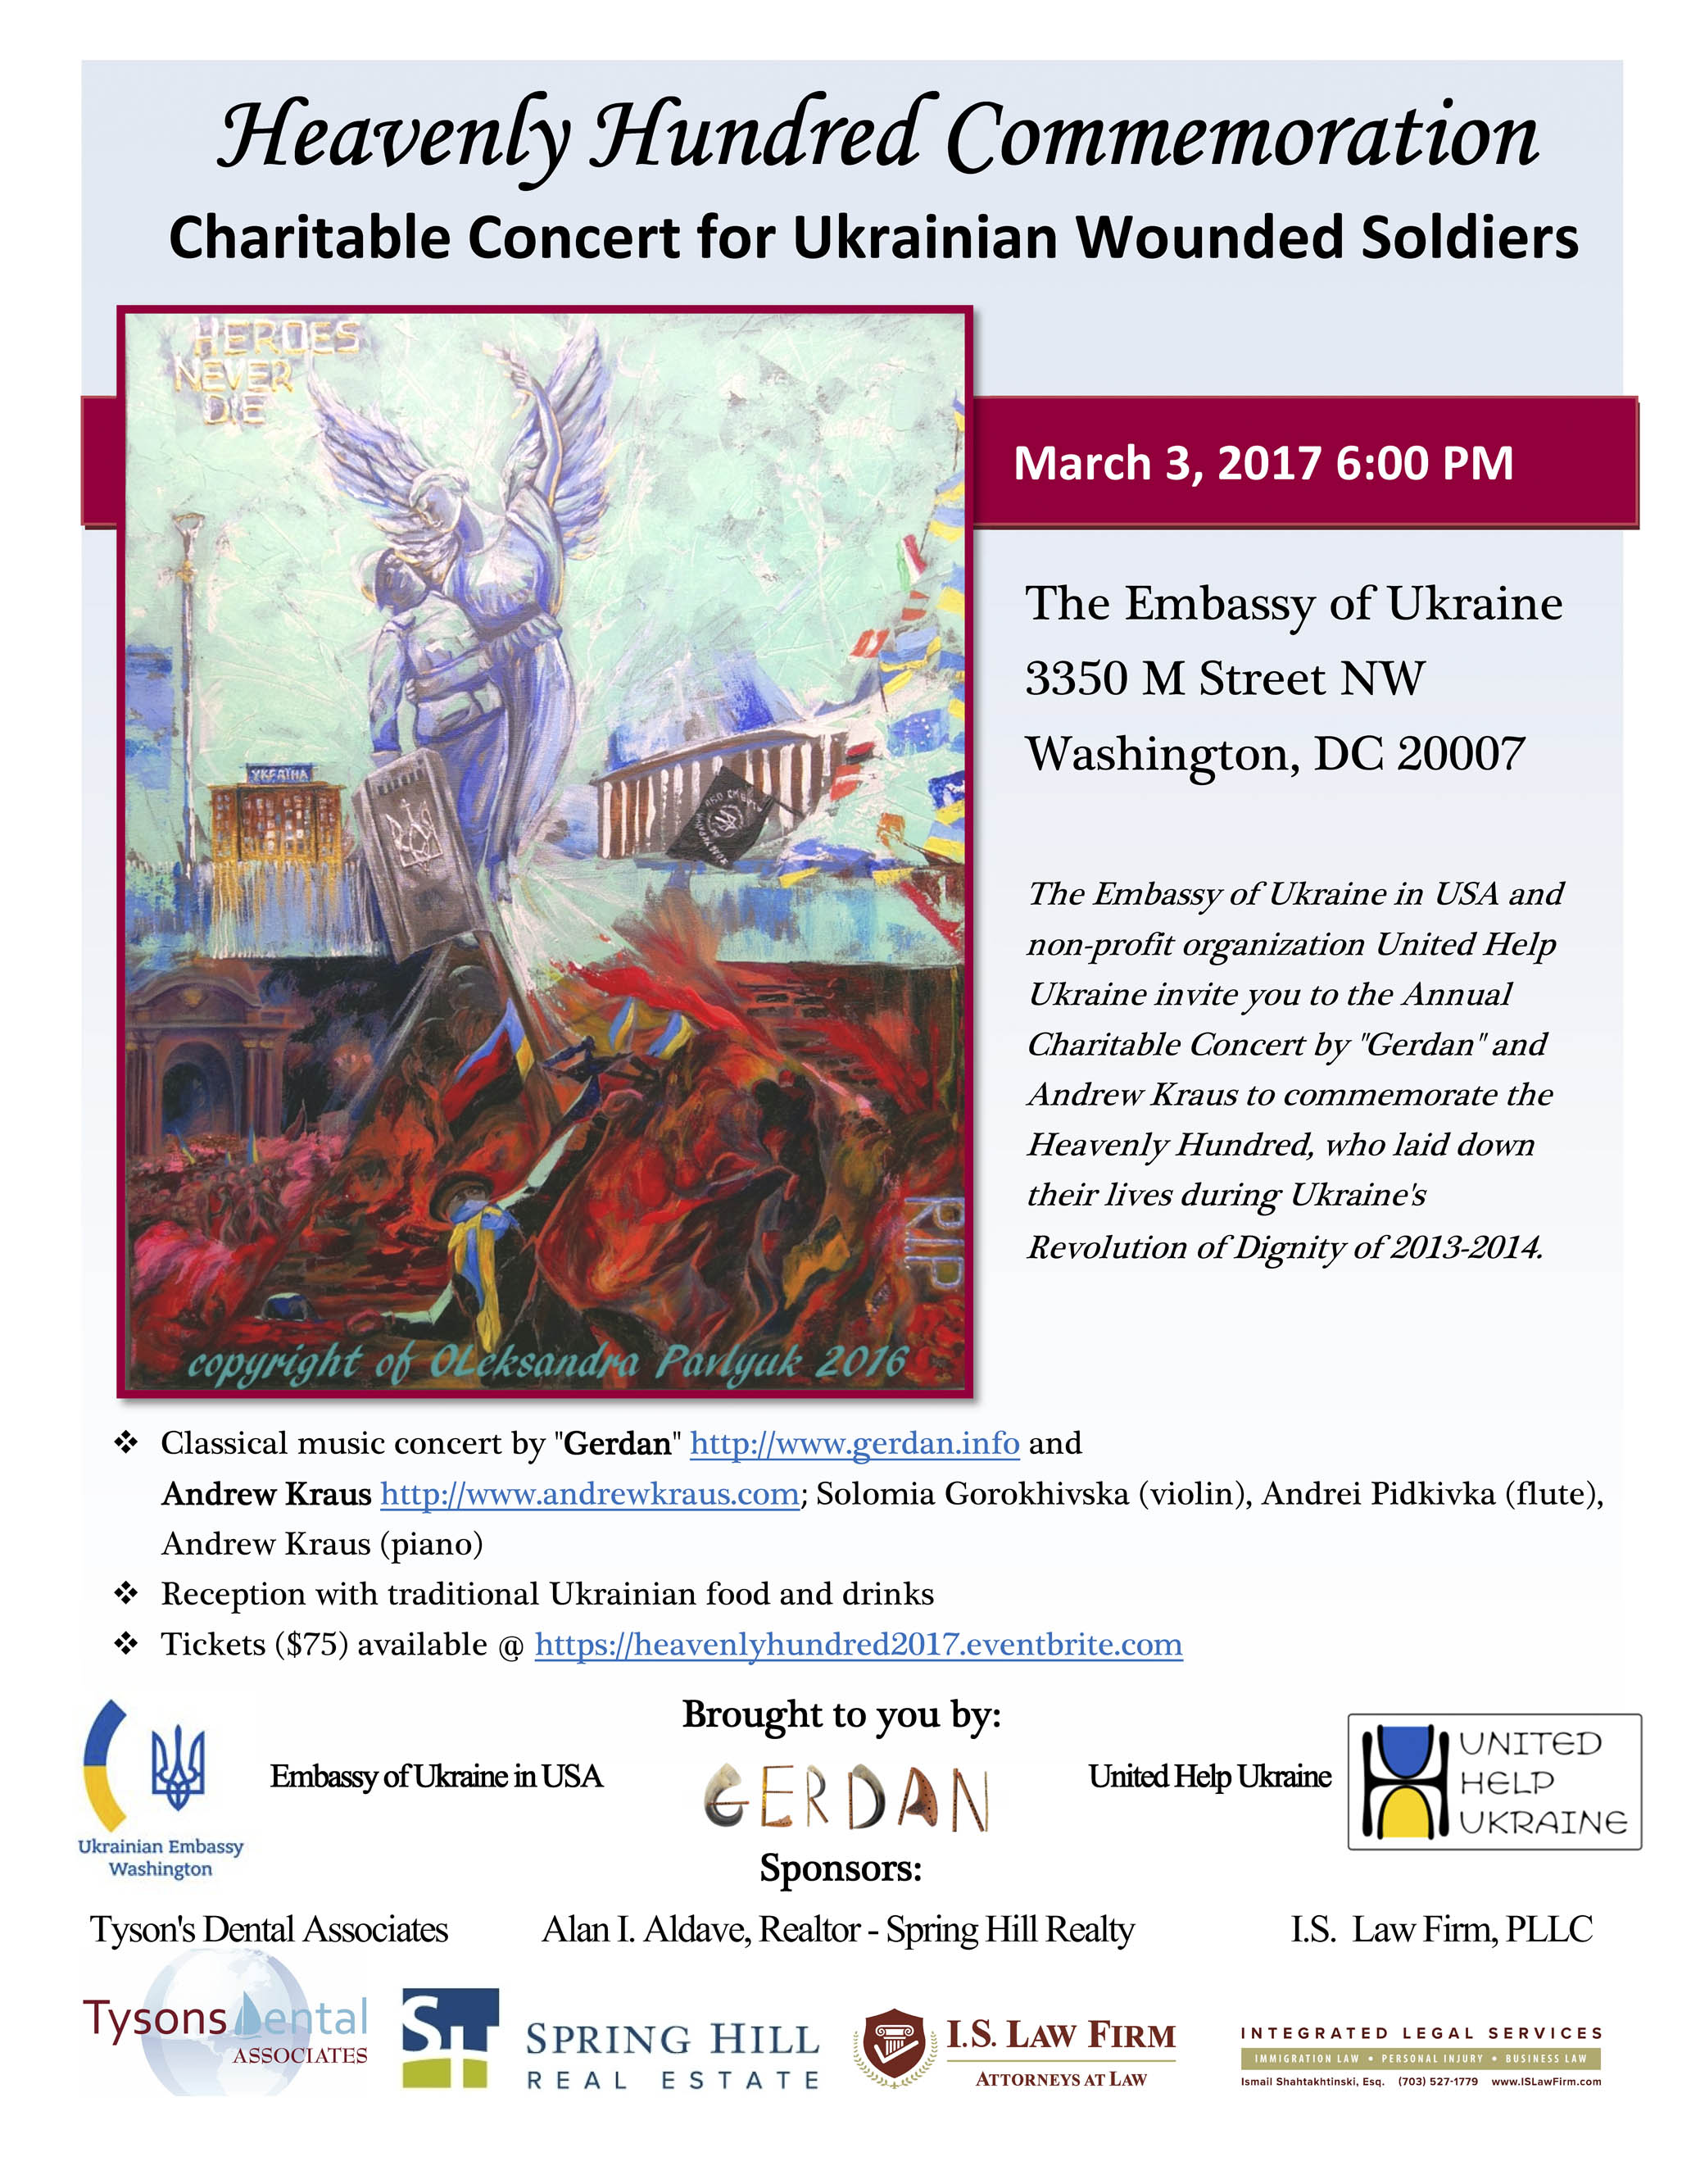 Heavenly Hundred Commemoration
Charitable Concert for Ukrainian Wounded Soldiers
HEROES
NEVER
DIE
УКРАЇНА
RIP
copyright of OLeksandra Pavlyuk 2016
March 3, 2017 6:00 PM
The Embassy of Ukraine
3350 M Street NW
Washington, DC 20007
The Embassy of Ukraine in USA and
non-profit organization United Help
Ukraine invite you to the Annual
Charitable Concert by "Gerdan" and
Andrew Kraus to commemorate the
Heavenly Hundred, who laid down
their lives during Ukraine's
Revolution of Dignity of 2013-2014.
❖ Classical music concert by "Gerdan" http://www.gerdan.info and
Andrew Kraus http://www.andrewkraus.com; Solomia Gorokhivska (violin), Andrei Pidkivka (flute),
Andrew Kraus (piano)
❖ Reception with traditional Ukrainian food and drinks
❖ Tickets ($75) available @ https://heavenlyhundred2017.eventbrite.com
Brought to you by:
Embassy of Ukraine in USA
GERDAN
United Help Ukraine
UNITED
HELP
UKRAINE
Ukrainian Embassy
Washington
Sponsors:
Tyson's Dental Associates
Alan I. Aldave, Realtor - Spring Hill Realty
I.S. Law Firm, PLLC
Tysons Dental
ASSOCIATES
SH
SPRING HILL
REAL ESTATE
I.S. LAW FIRM
ATTORNEYS AT LAW
INTEGRATED LEGAL SERVICES
IMMIGRATION LAW • PERSONAL INJURY • BUSINESS LAW
Ismail Shahtakhtinski, Esq. (703) 527-1779 www.ISLawFirm.com